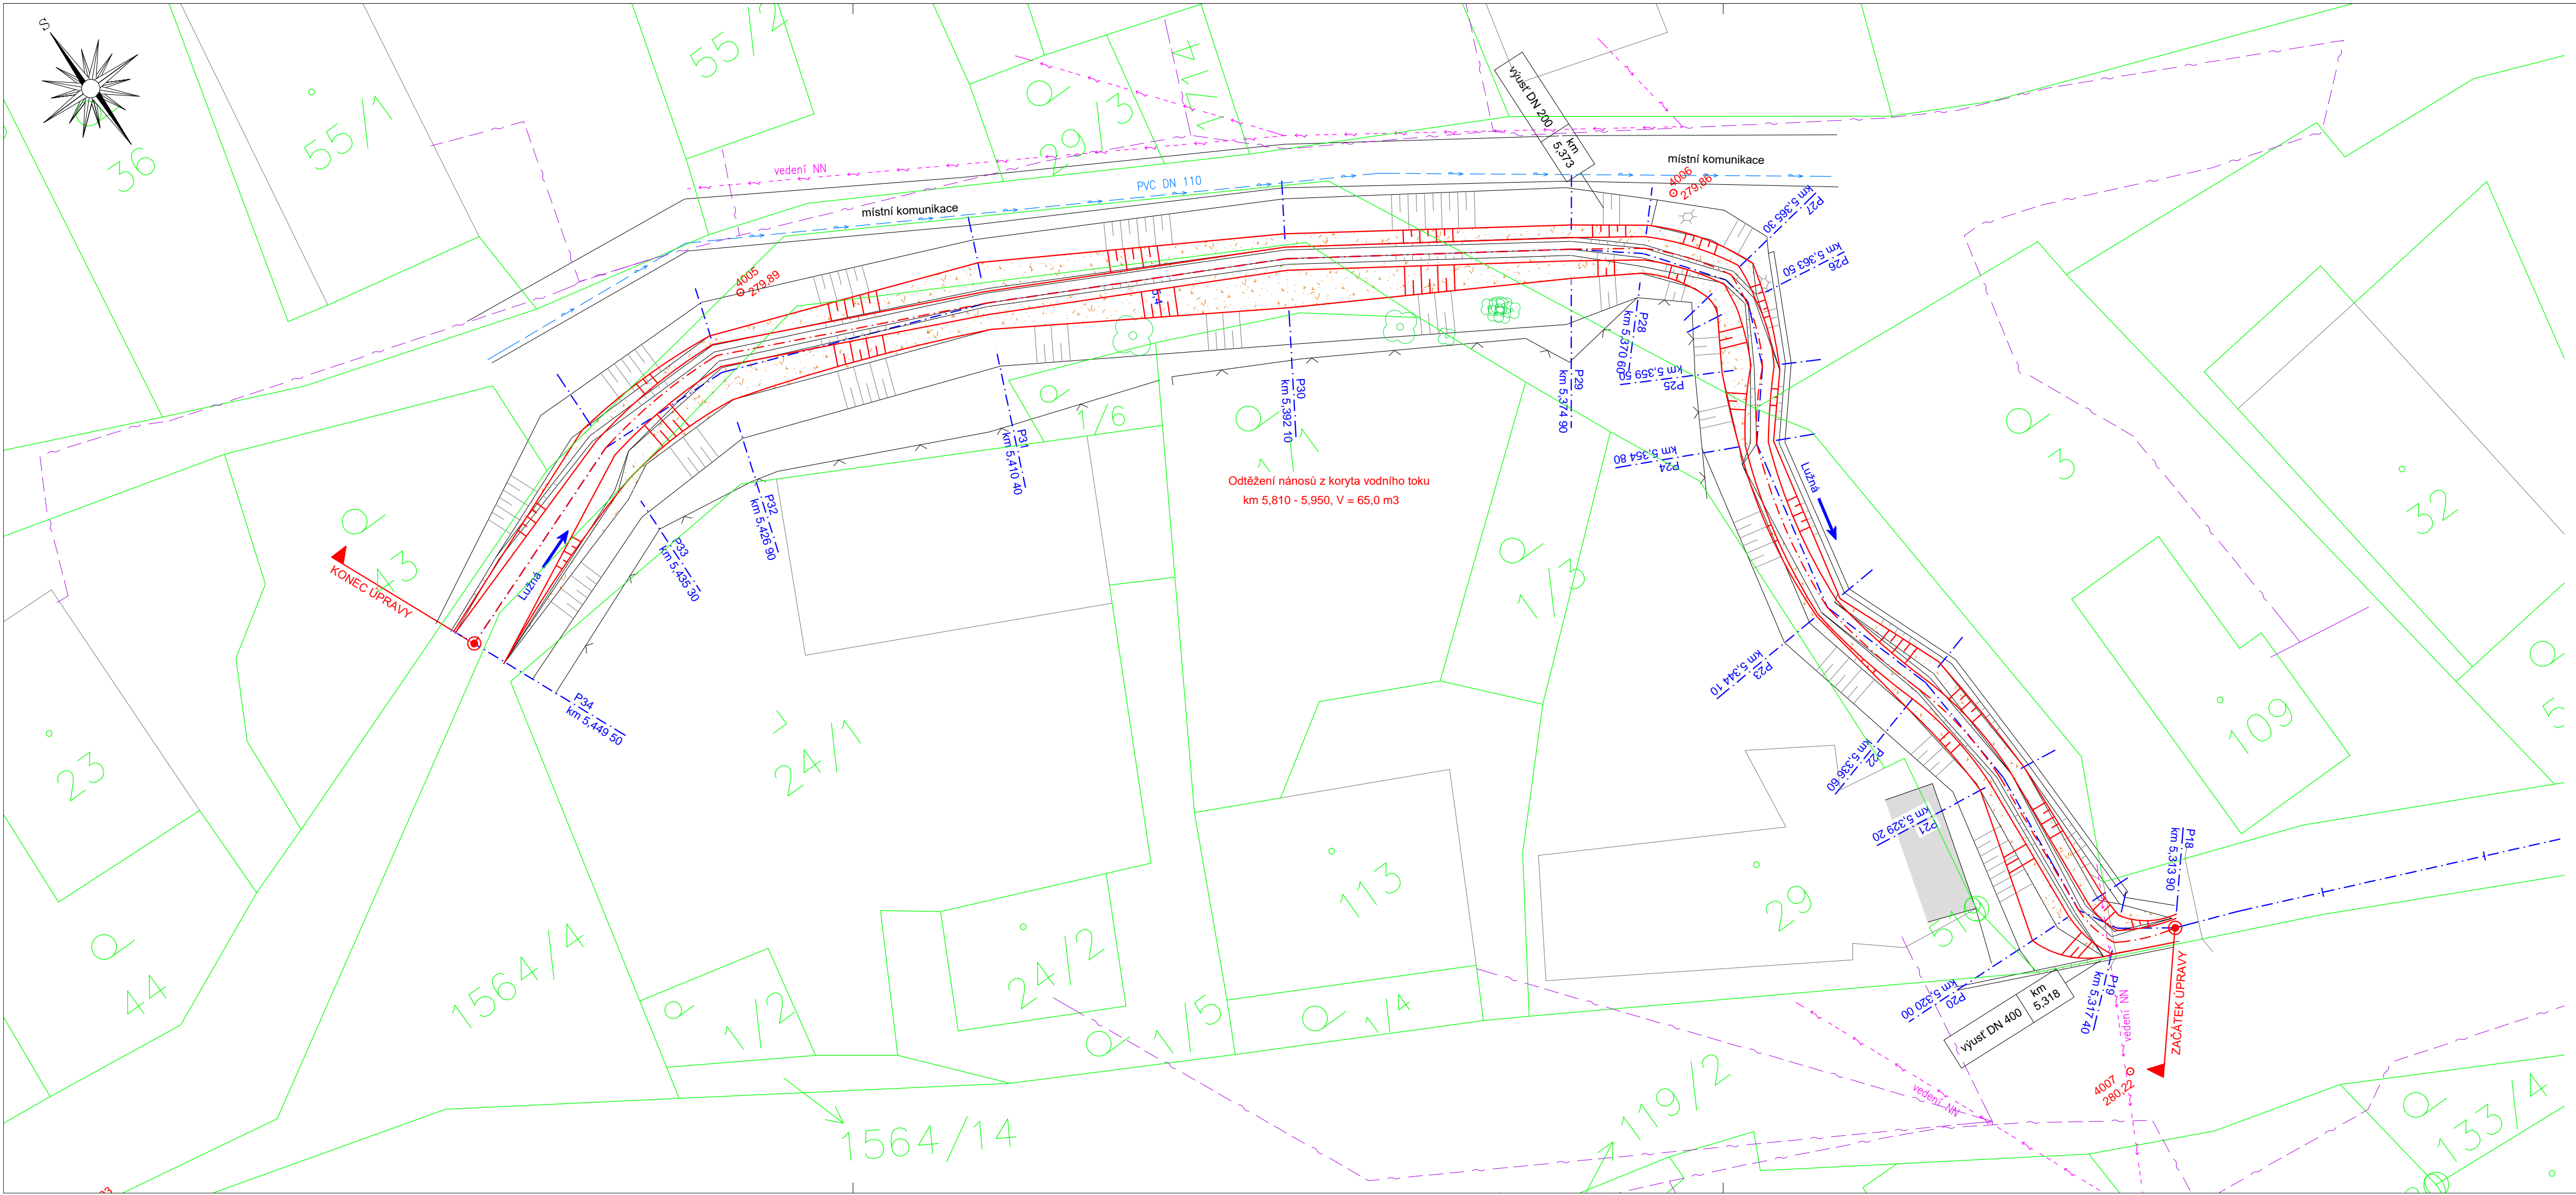 S
36
55/1
55/2
29/3
71/4
vedení NN
PVC DN 110
místní komunikace
výusť DN 200
km
5,373
místní komunikace
4006
279,86
P27
km 5,365 30
P26
km 5,363 50
4005
279,89
5,4
P28
km 5,370 60
P25
km 5,359 50
P24
km 5,354 80
P29
km 5,374 90
P30
km 5,392 10
P31
km 5,410 40
P32
km 5,426 90
P33
km 5,435 30
P34
km 5,449 50
1/6
1/1
Odtěžení nánosů z koryta vodního toku
km 5,810 - 5,950, V = 65,0 m3
Lužná
Lužná
43
KONEC ÚPRAVY
3
32
1/3
P23
km 5,344 10
P22
km 5,336 60
P21
km 5,329 20
P20
km 5,320 00
P19
km 5,317 40
P18
km 5,313 90
109
5
23
24/1
113
29
51
44
1564/4
1/2
24/2
1/5
1/4
výusť DN 400
km
5,318
vedení NN
ZAČÁTEK ÚPRAVY
4007
280,22
vedení NN
119/2
1564/14
133/4